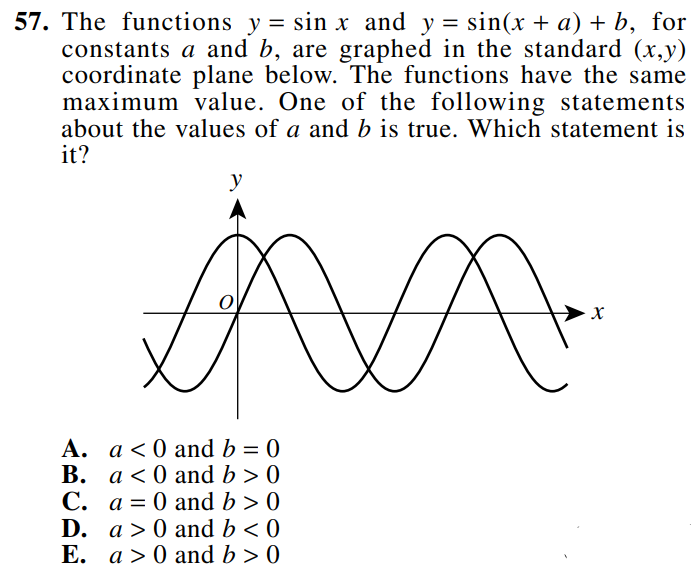 57. The functions y = sin x and y = sin(x + a) + b, for
constants a and b, are graphed in the standard (x,y)
coordinate plane below. The functions have the same
maximum value. One of the following statements
about the values of a and b is true. Which statement is
it?
y
O
x
A. a < 0 and b = 0
B. a < 0 and b > 0
C. a = 0 and b > 0
D. a > 0 and b < 0
E. a > 0 and b > 0